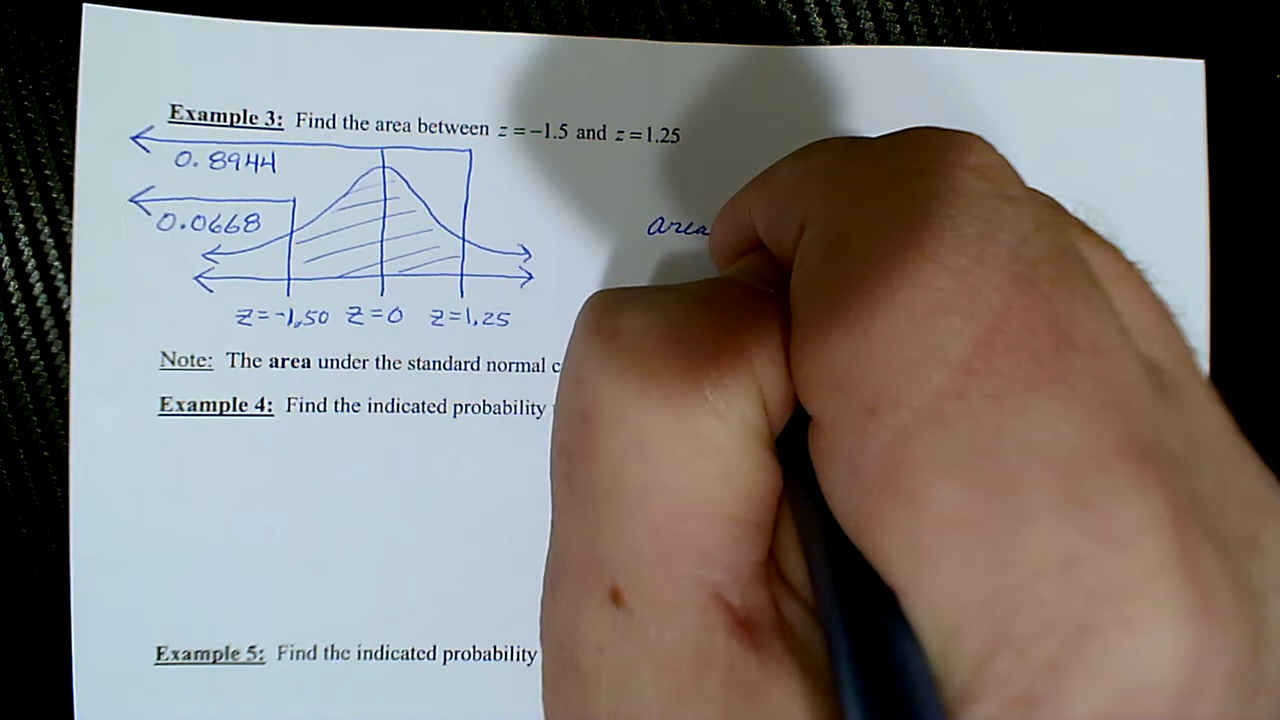 Example 3: Find the area between z = −1.5 and z = 1.25
0.8944
0.0668
area
z=-1.50 z=0 z=1.25
Note: The area under the standard normal
Example 4: Find the indicated probability
Example 5: Find the indicated probability